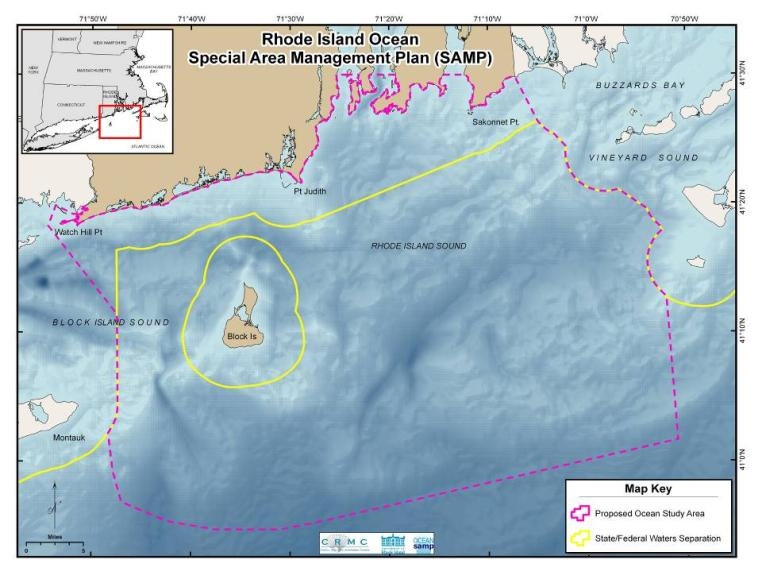 71°50'W 71°40'W 71°30'W 71°20'W 71°10'W 71°0'W 70°50'W
Rhode Island Ocean
Special Area Management Plan (SAMP)
VERMONT
NEW HAMPSHIRE
NEW YORK
MASSACHUSETTS
MASSACHUSETTS BAY
CONNECTICUT
RHODE ISLAND
ATLANTIC OCEAN
BUZZARDS BAY
VINEYARD SOUND
Sakonnet Pt.
Pt Judith
Watch Hill Pt
RHODE ISLAND SOUND
BLOCK ISLAND SOUND
Block Is
Montauk
41°30'N
41°20'N
41°10'N
41°0'N
N
Miles
0 5
CRMC
OCEAN
samp
Map Key
Proposed Ocean Study Area
State/Federal Waters Separation